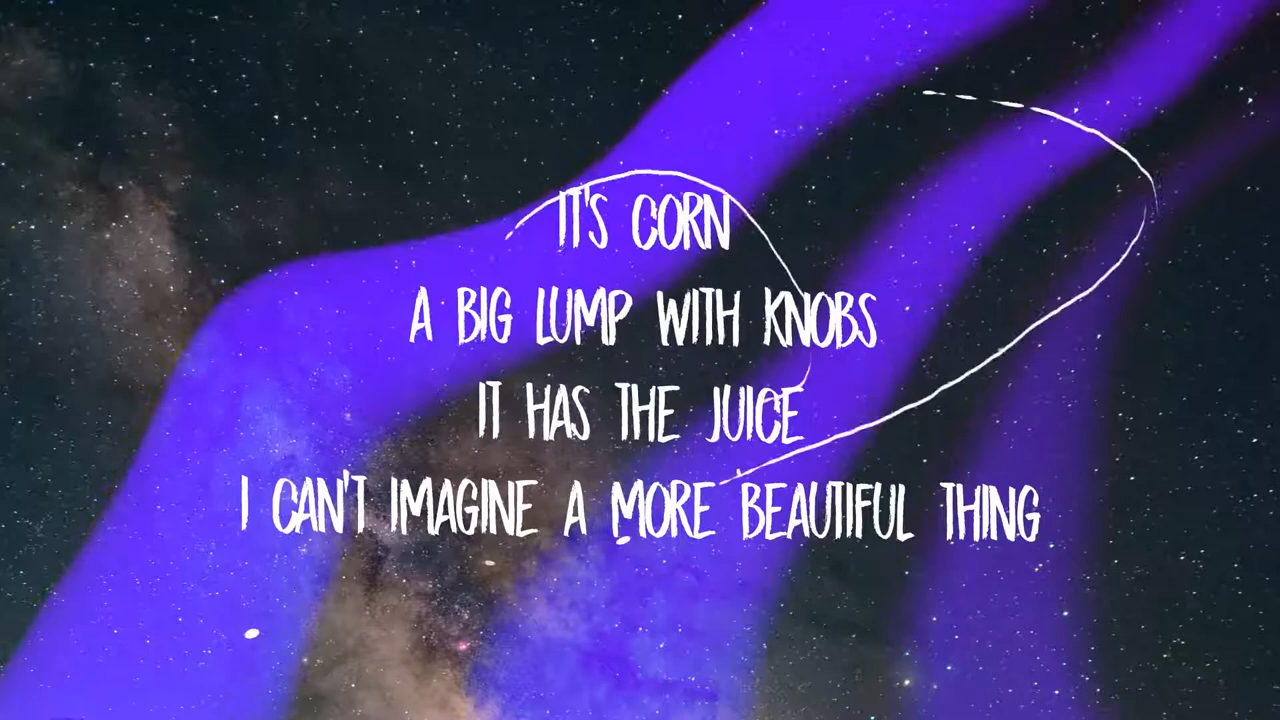 IT'S CORN
A BIG LUMP WITH KNOBS
IT HAS THE JUICE
I CAN'T IMAGINE A MORE BEAUTIFUL THING